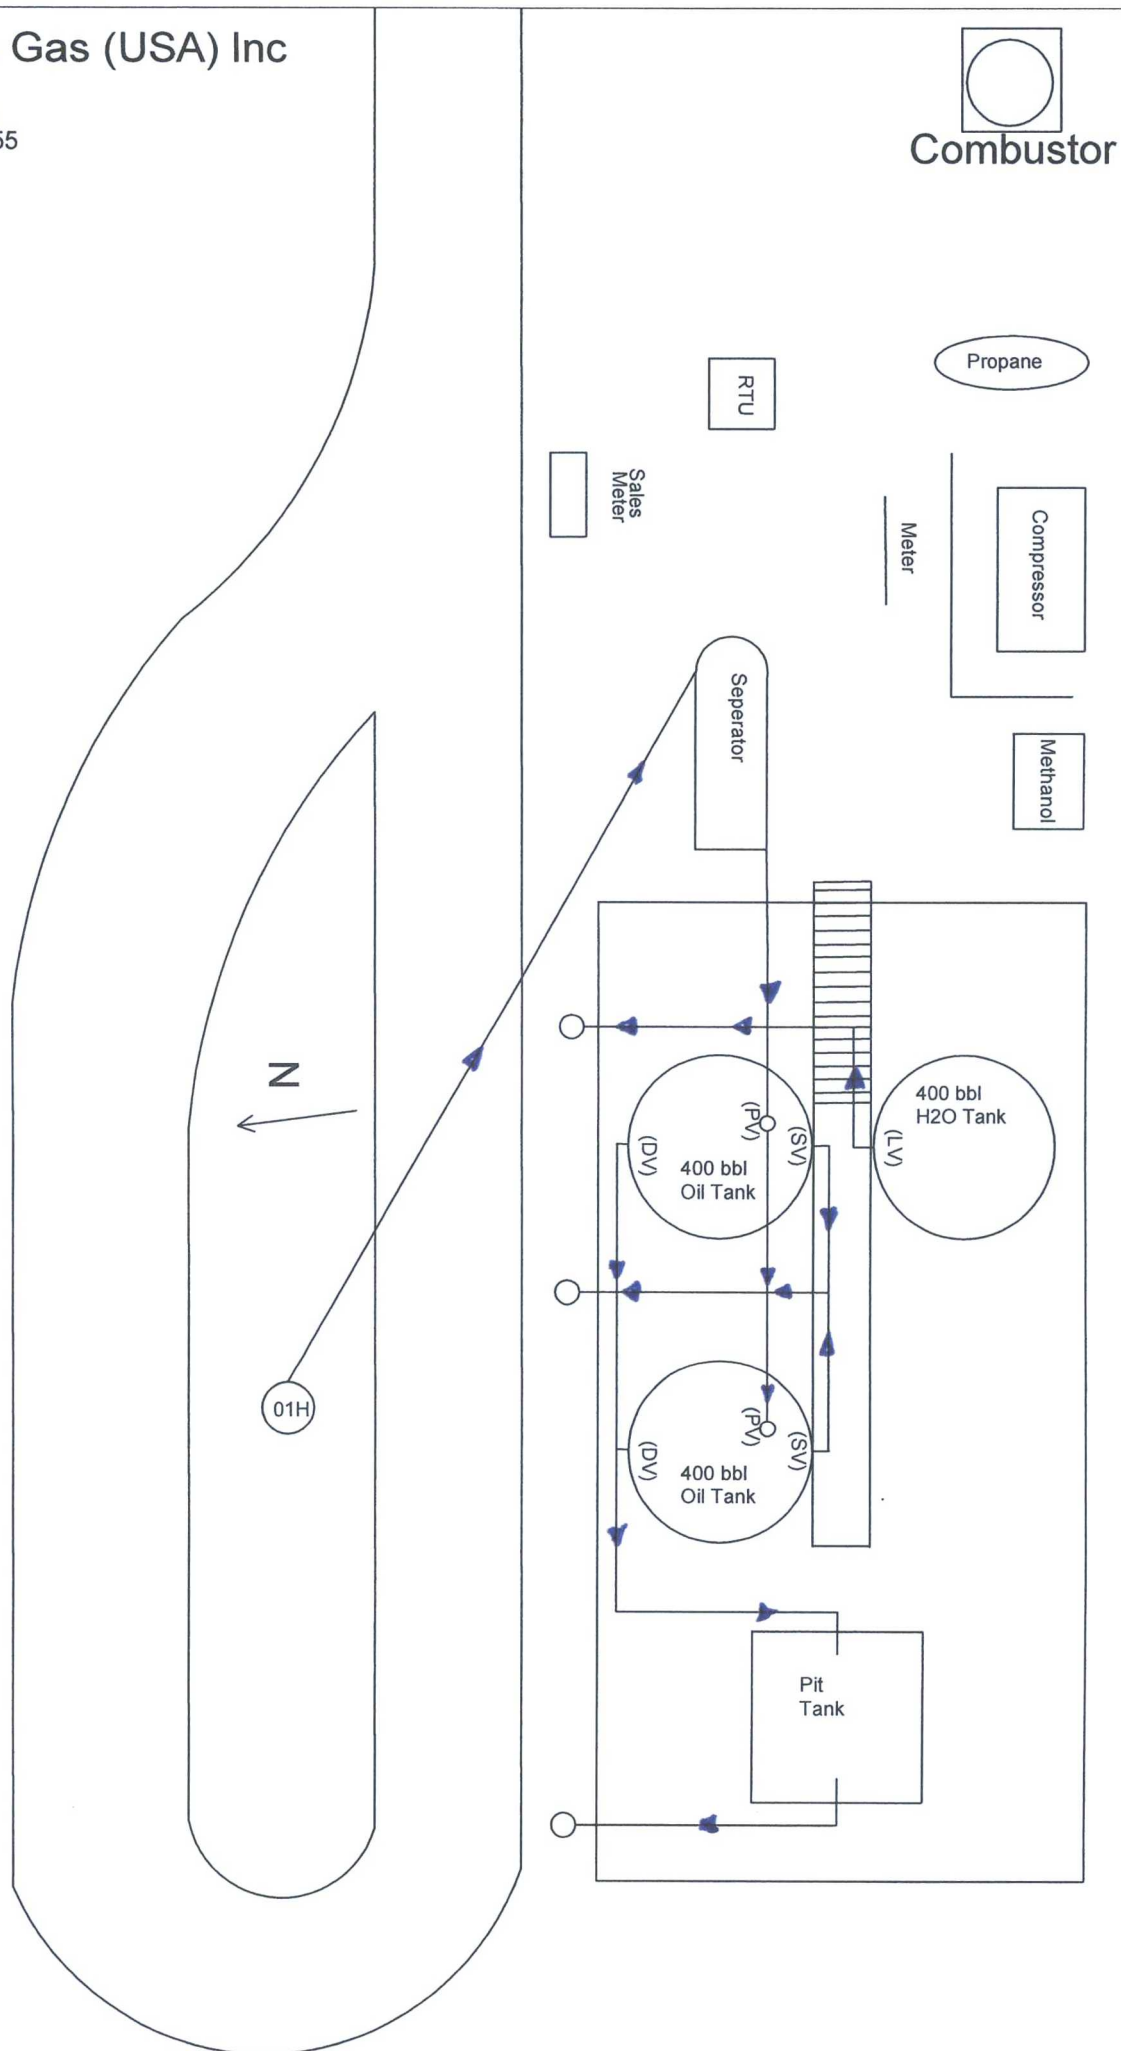 Gas (USA) Inc
55
Combustor
Propane
RTU
Sales
Meter
Meter
Compressor
Seperator
Methanol
N
400 bbl
H2O Tank
(LV)
(PV)
(SV)
(DV)
400 bbl
Oil Tank
01H
(PV)
(SV)
(DV)
400 bbl
Oil Tank
Pit
Tank